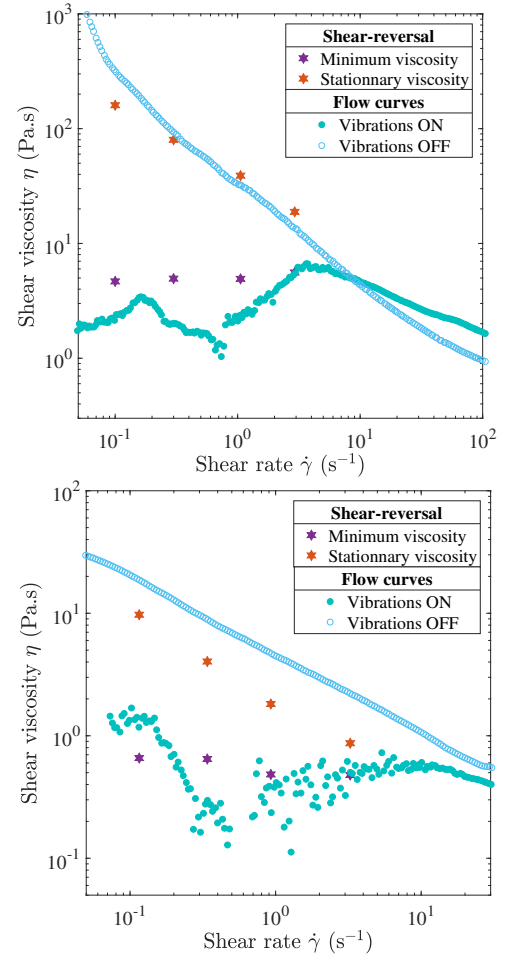 10^3
10^2
10^1
10^0
Shear viscosity η (Pa.s)
Shear-reversal
Minimum viscosity
Stationnary viscosity
Flow curves
Vibrations ON
Vibrations OFF
10^-1 10^0 10^1 10^2
Shear rate γ̇ (s^−1)
10^2
10^1
10^0
10^-1
Shear viscosity η (Pa.s)
Shear-reversal
Minimum viscosity
Stationnary viscosity
Flow curves
Vibrations ON
Vibrations OFF
10^-1 10^0 10^1
Shear rate γ̇ (s^−1)